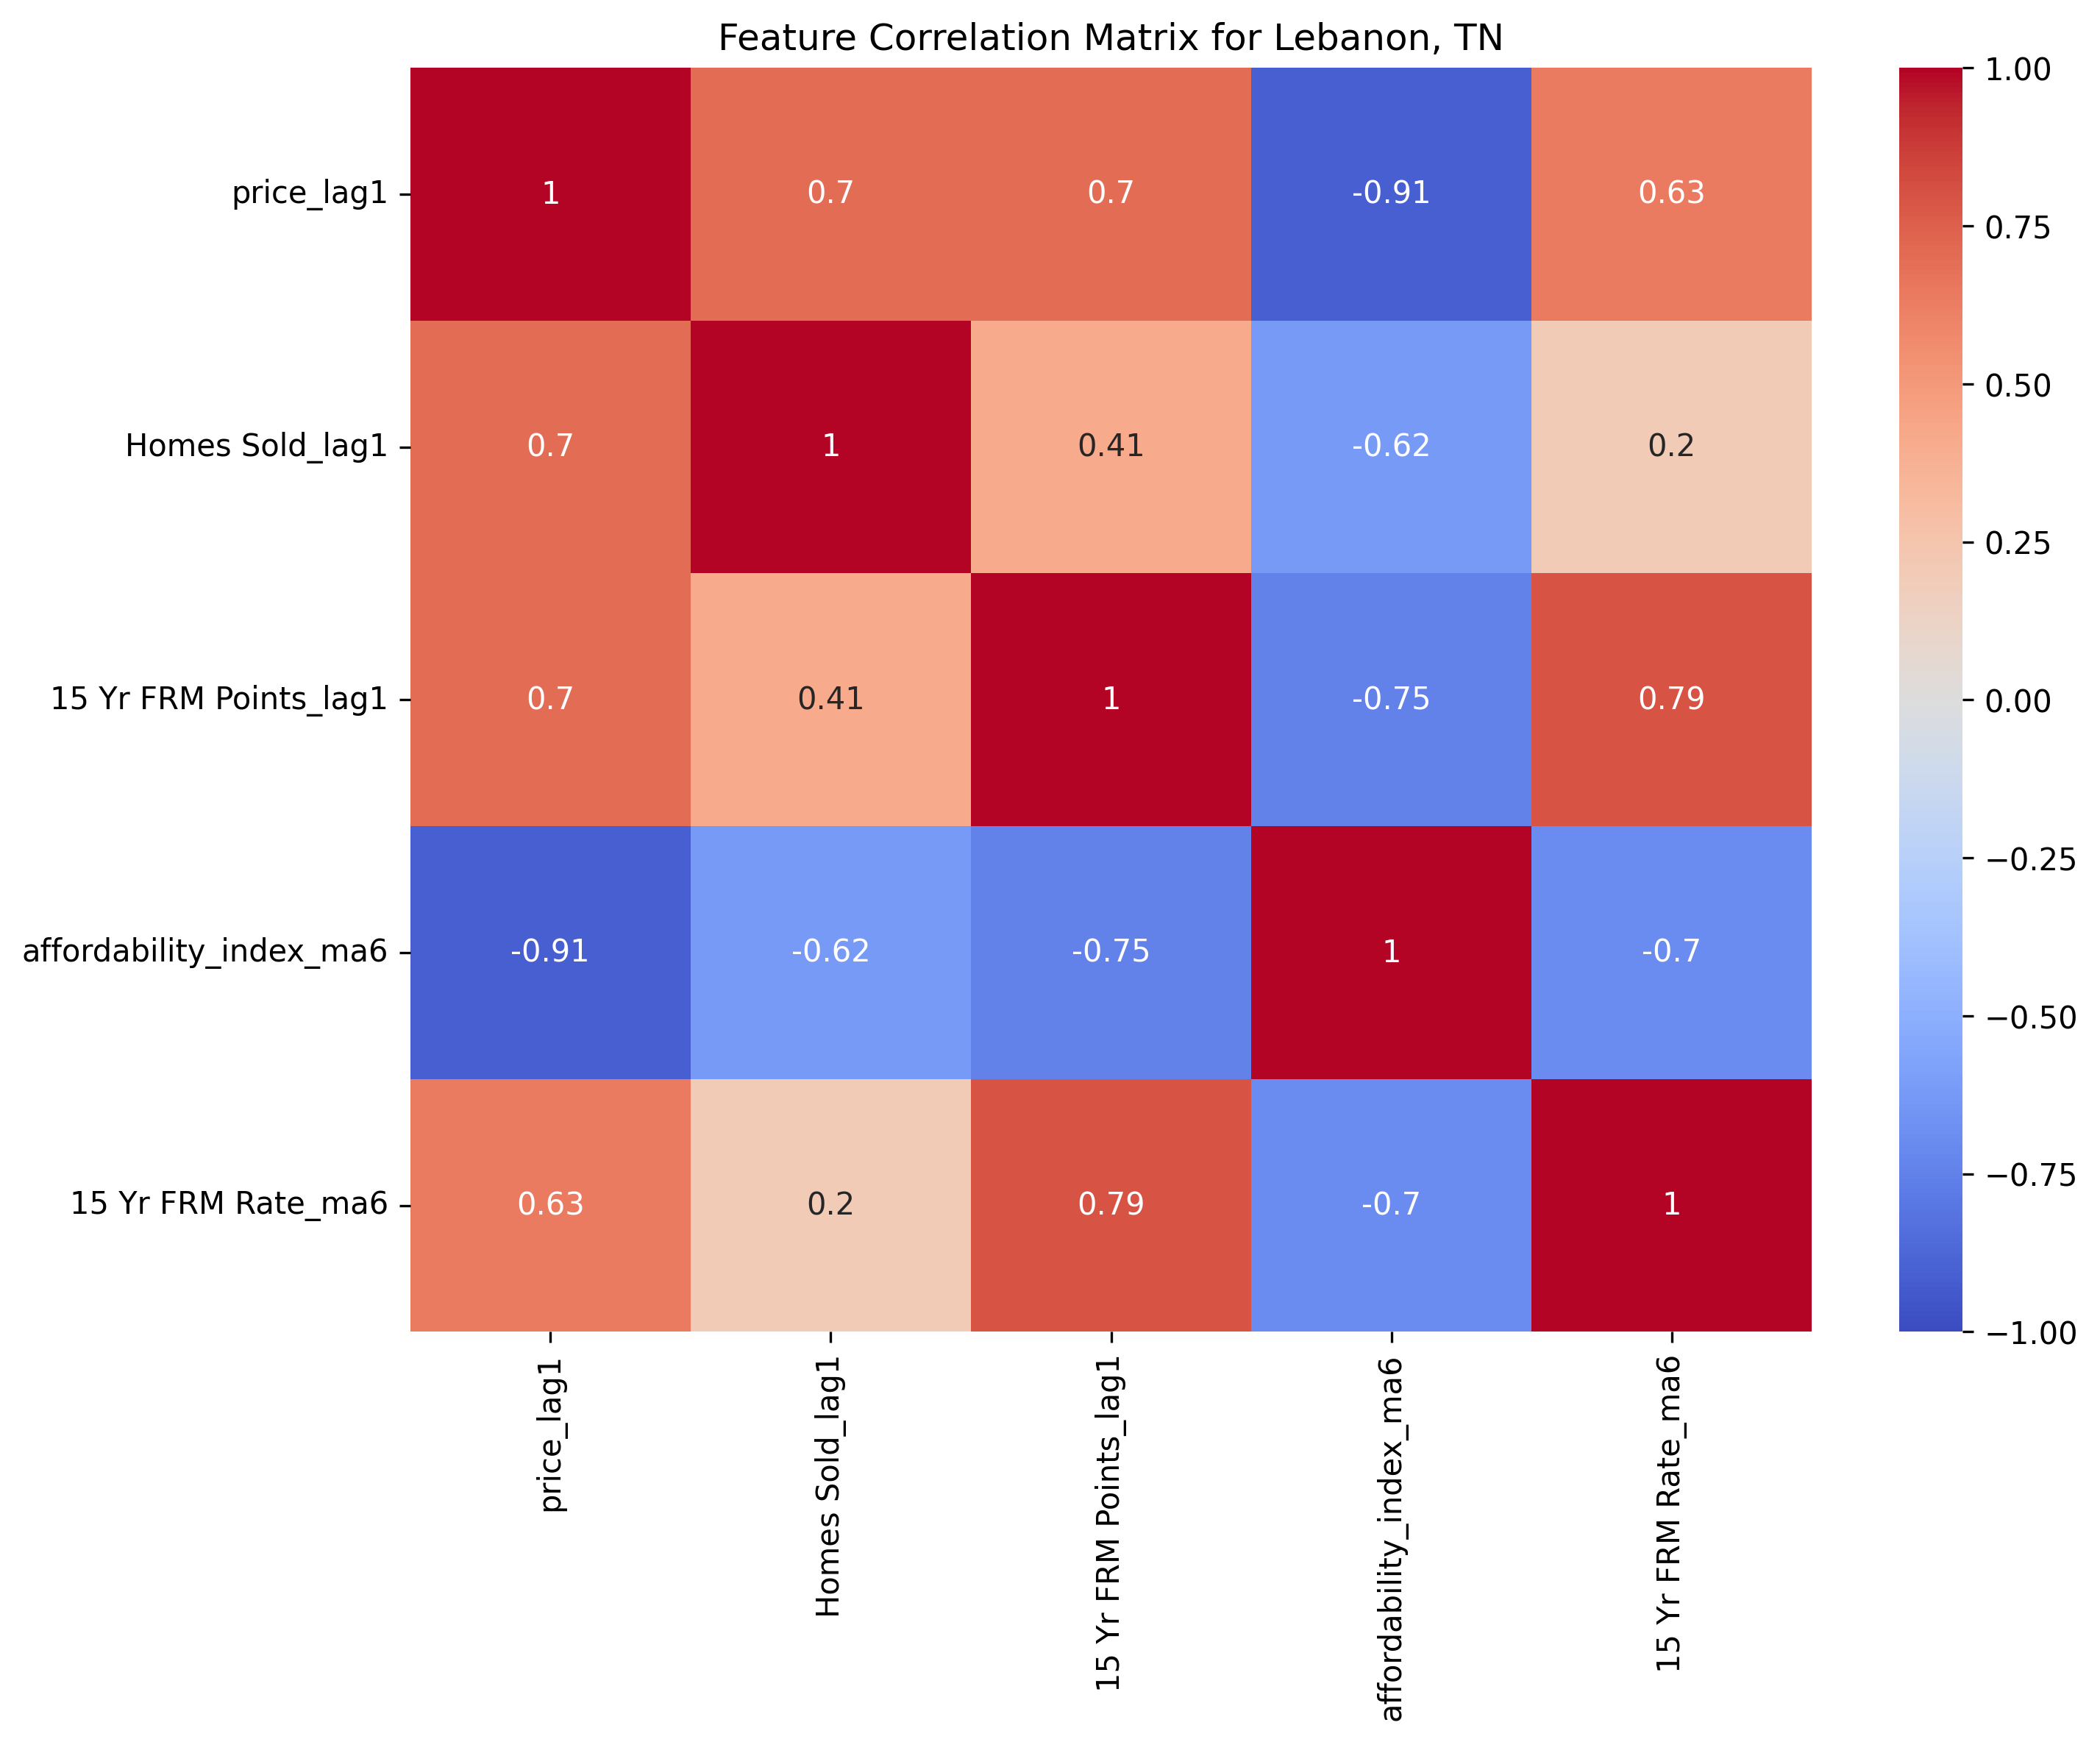 Feature Correlation Matrix for Lebanon, TN
price_lag1 1 0.7 0.7 -0.91 0.63
Homes Sold_lag1 0.7 1 0.41 -0.62 0.2
15 Yr FRM Points_lag1 0.7 0.41 1 -0.75 0.79
affordability_index_ma6 -0.91 -0.62 -0.75 1 -0.7
15 Yr FRM Rate_ma6 0.63 0.2 0.79 -0.7 1
price_lag1
Homes Sold_lag1
15 Yr FRM Points_lag1
affordability_index_ma6
15 Yr FRM Rate_ma6
1.00
0.75
0.50
0.25
0.00
−0.25
−0.50
−0.75
−1.00